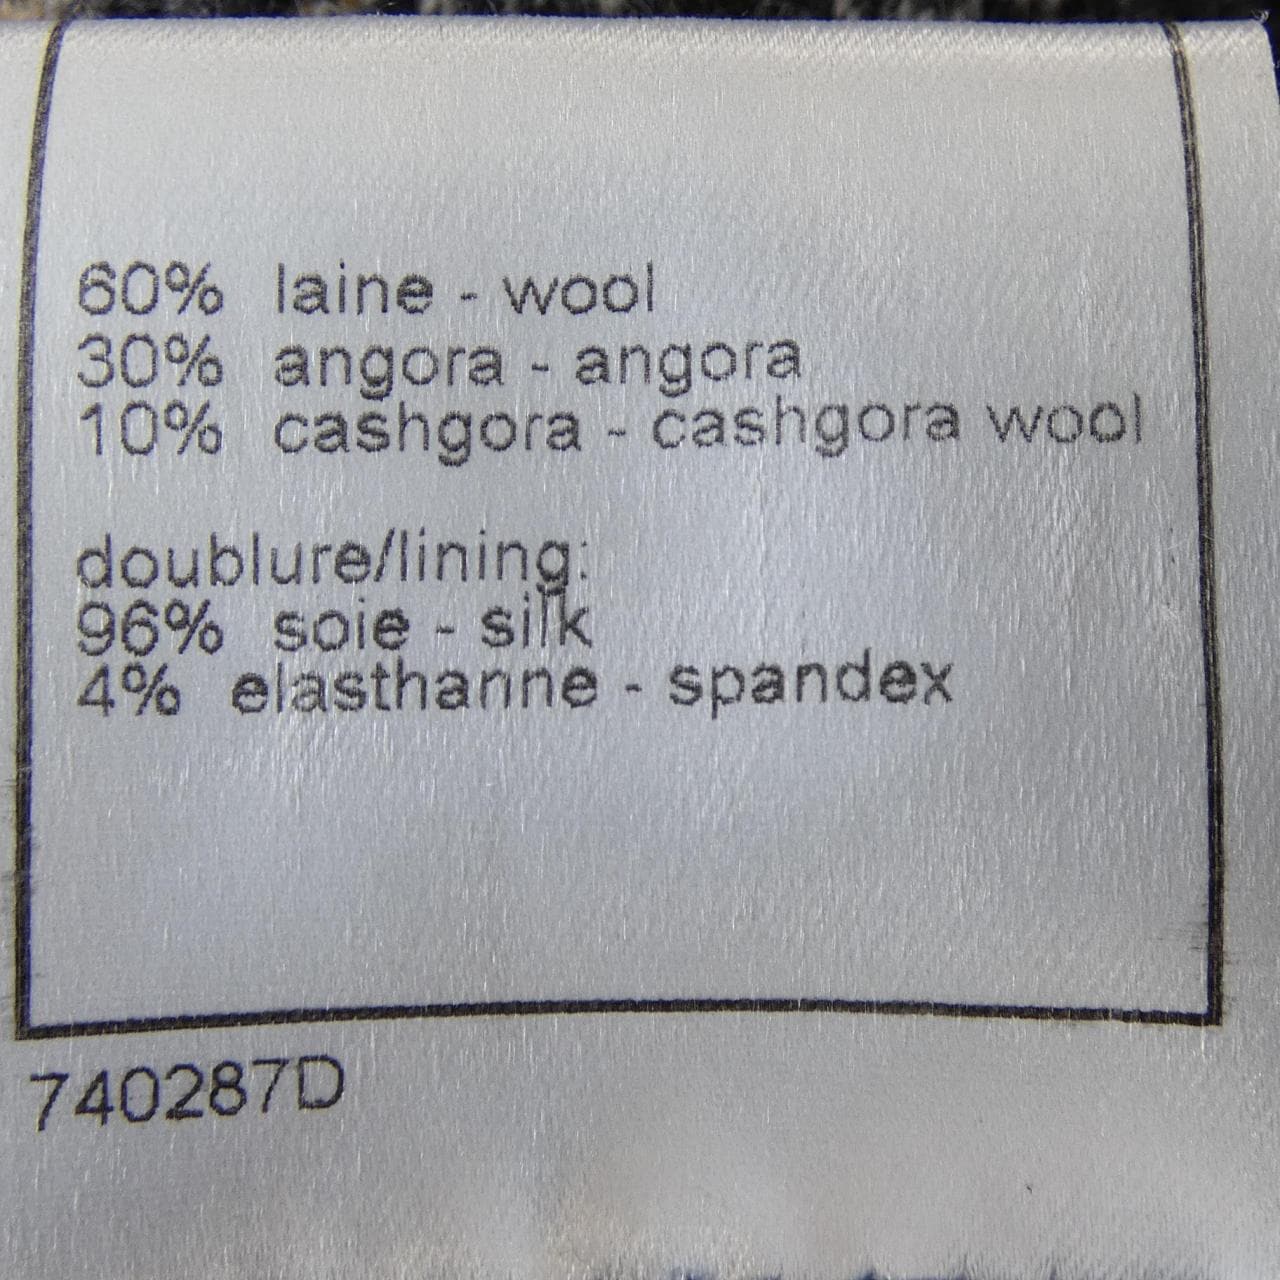 60% laine - wool
30% angora - angora
10% cashgora - cashgora wool
doublure/lining:
96% soie - silk
4% elasthanne - spandex
740287D